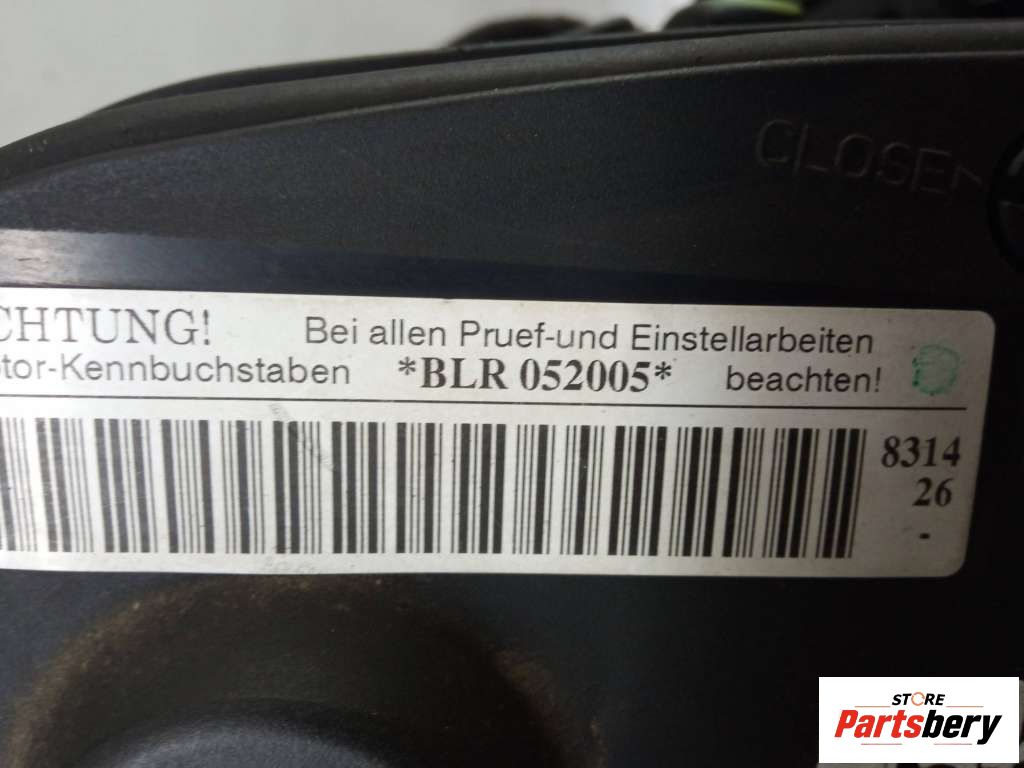 CLOSE
CHTUNG! Bei allen Pruef-und Einstellarbeiten
tor-Kennbuchstaben *BLR 052005* beachten!
8314
26
-
STORE
Partsbery